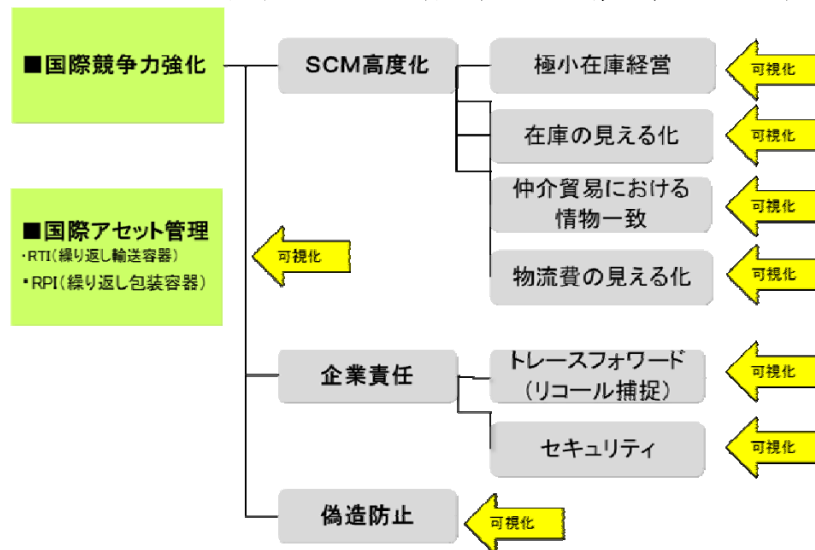 ■国際競争力強化
SCM高度化
極小在庫経営
可視化
在庫の見える化
可視化
仲介貿易における
情物一致
可視化
物流費の見える化
可視化
■国際アセット管理
・RTI(繰り返し輸送容器)
・RPI(繰り返し包装容器)
可視化
企業責任
トレースフォワード
(リコール捕捉)
可視化
セキュリティ
可視化
偽造防止
可視化